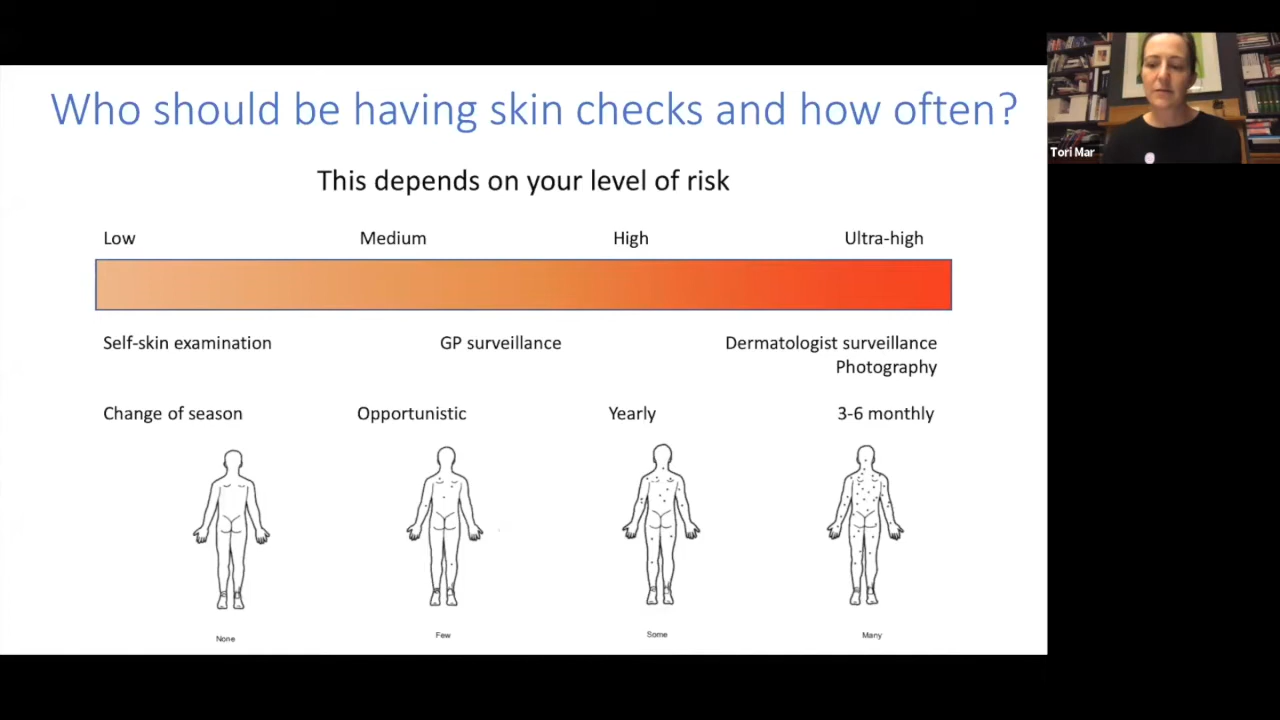 Who should be having skin checks and how often?
Tori Mar
This depends on your level of risk
Low Medium High Ultra-high
Self-skin examination GP surveillance Dermatologist surveillance
Photography
Change of season Opportunistic Yearly 3-6 monthly
None Few Some Many